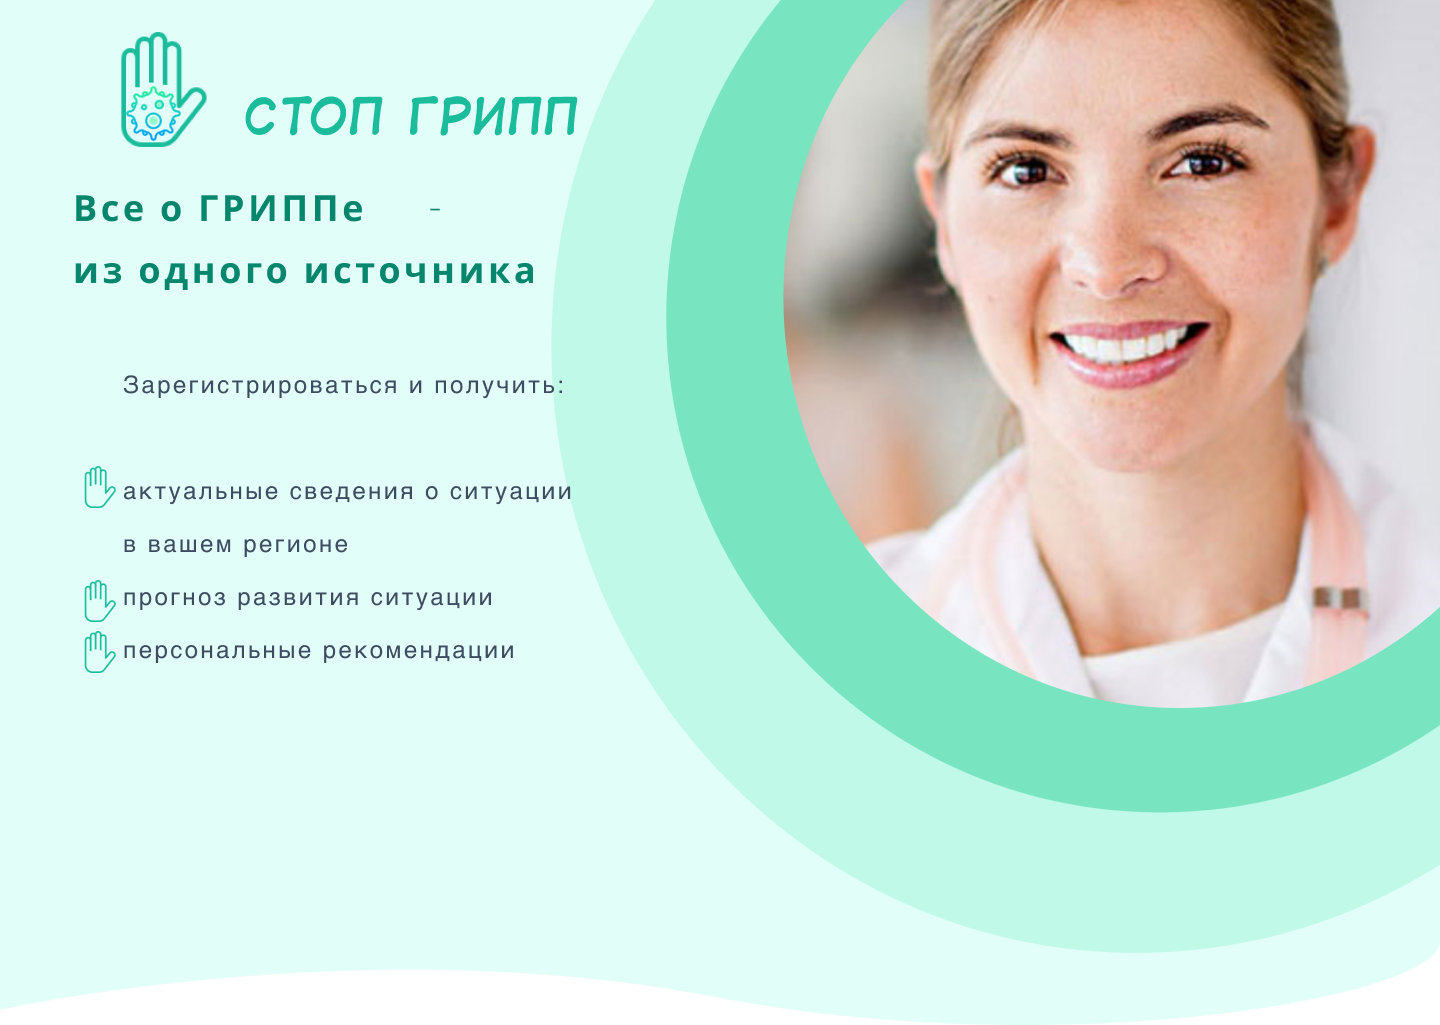 СТОП ГРИПП
Все о ГРИППе -
из одного источника
Зарегистрироваться и получить:
актуальные сведения о ситуации
в вашем регионе
прогноз развития ситуации
персональные рекомендации